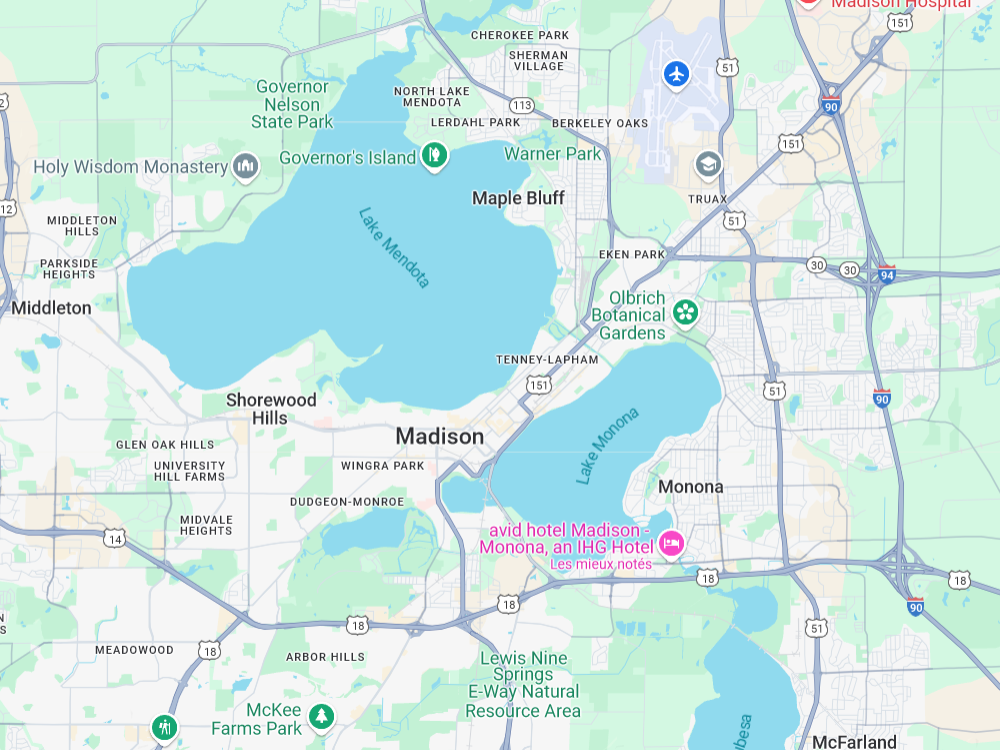 Madison Hospital
151
CHEROKEE PARK
SHERMAN
VILLAGE
51
Governor
Nelson
State Park
NORTH LAKE
MENDOTA
113
90
2
LERDAHL PARK
BERKELEY OAKS
151
Holy Wisdom Monastery
Governor's Island
Warner Park
Maple Bluff
TRUAX
12
MIDDLETON
HILLS
51
Lake Mendota
PARKSIDE
HEIGHTS
EKEN PARK
30
30
94
Middleton
Olbrich
Botanical
Gardens
TENNEY-LAPHAM
151
51
90
Shorewood
Hills
Lake Monona
Madison
GLEN OAK HILLS
UNIVERSITY
HILL FARMS
WINGRA PARK
Monona
DUDGEON-MONROE
MIDVALE
HEIGHTS
14
avid hotel Madison -
Monona, an IHG Hotel
Les mieux notés
18
18
18
90
18
51
N
S
MEADOWOOD
18
ARBOR HILLS
Lewis Nine
Springs
E-Way Natural
Resource Area
McKee
Farms Park
McFarland